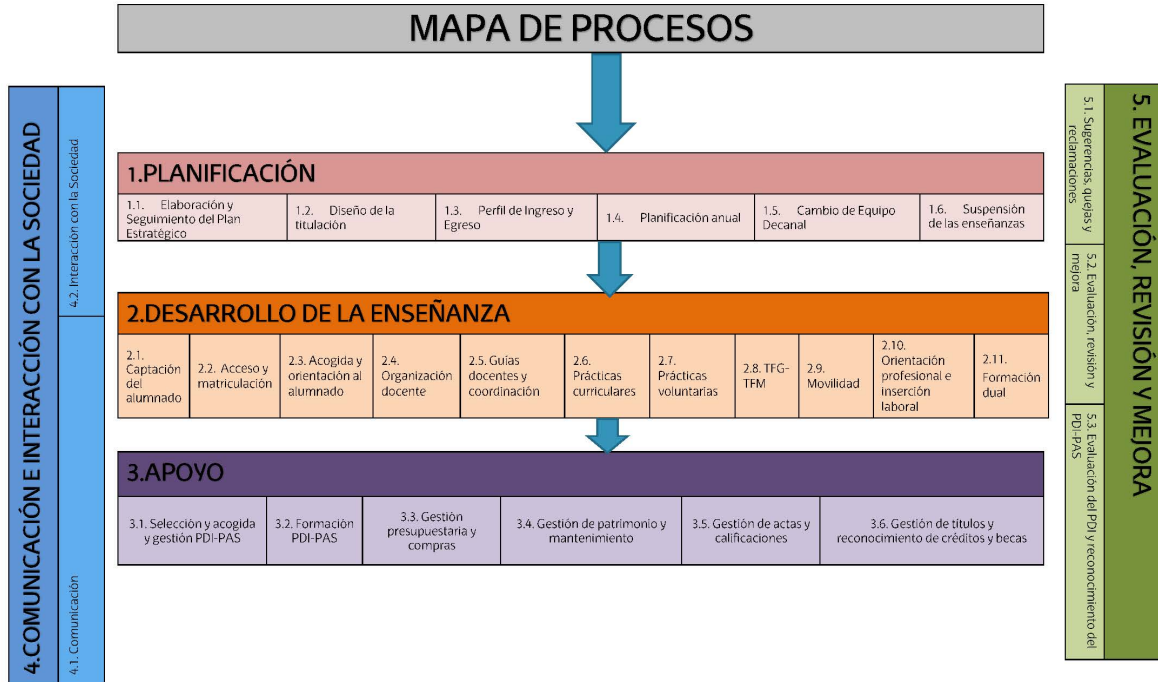 MAPA DE PROCESOS
4.COMUNICACIÓN E INTERACCIÓN CON LA SOCIEDAD
4.2. Interacción con la Sociedad
4.1. Comunicación
1.PLANIFICACIÓN
1.1. Elaboración y
Seguimiento del Plan
Estratégico
1.2. Diseño de la
titulación
1.3. Perfil de Ingreso y
Egreso
1.4. Planificación anual
1.5. Cambio de Equipo
Decanal
1.6. Suspensión
de las enseñanzas
2.DESARROLLO DE LA ENSEÑANZA
2.1.
Captación
del
alumnado
2.2. Acceso y
matriculación
2.3. Acogida y
orientación al
alumnado
2.4.
Organización
docente
2.5. Guías
docentes y
coordinación
2.6
Prácticas
curriculares
2.7.
Prácticas
voluntarias
2.8. TFG-
TFM
2.9.
Movilidad
2.10.
Orientación
profesional e
inserción
laboral
2.11.
Formación
dual
3.APOYO
3.1. Selección y acogida
y gestión PDI-PAS
3.2. Formación
PDI-PAS
3.3. Gestión
presupuestaria y
compras
3.4. Gestión de patrimonio y
mantenimiento
3.5. Gestión de actas y
calificaciones
3.6. Gestión de títulos y
reconocimiento de créditos y becas
5. EVALUACIÓN, REVISIÓN Y MEJORA
5.1. Sugerencias, quejas y
reclamaciones
5.2. Evaluación, revisión y
mejora
5.3. Evaluación del PDI y reconocimiento del
PDI-PAS